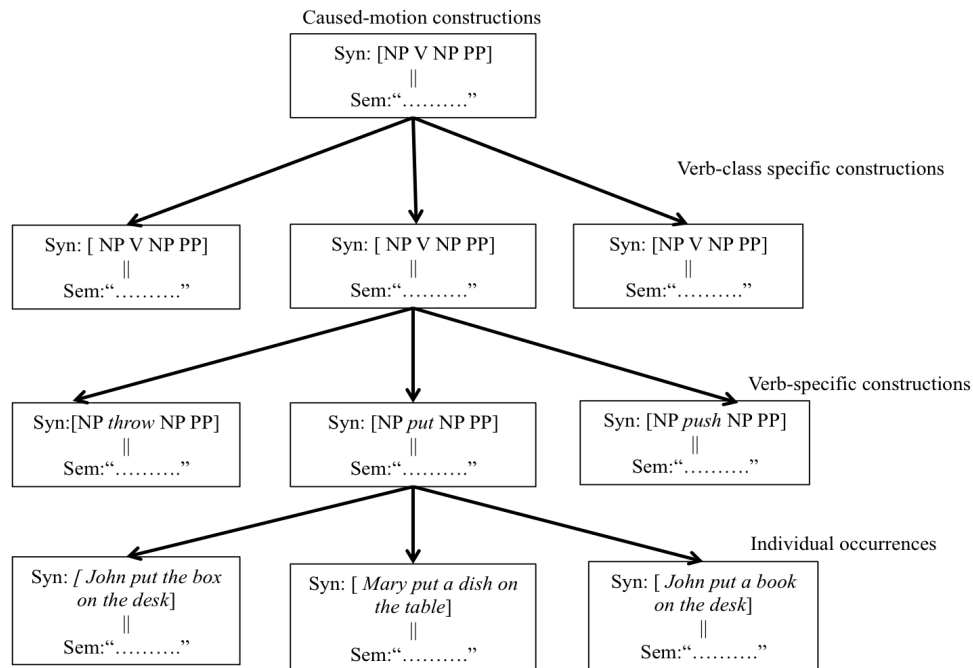 Caused-motion constructions
Syn: [NP V NP PP]
||
Sem:“……….”
Verb-class specific constructions
Syn: [ NP V NP PP]
||
Sem:“……….”
Syn: [ NP V NP PP]
||
Sem:“……….”
Syn: [NP V NP PP]
||
Sem:“……….”
Verb-specific constructions
Syn:[NP throw NP PP]
||
Sem:“……….”
Syn: [NP put NP PP]
||
Sem:“……….”
Syn: [NP push NP PP]
||
Sem:“……….”
Individual occurrences
Syn: [ John put the box
on the desk]
||
Sem:“……….”
Syn: [ Mary put a dish on
the table]
||
Sem:“……….”
Syn: [ John put a book
on the desk]
||
Sem:“……….”